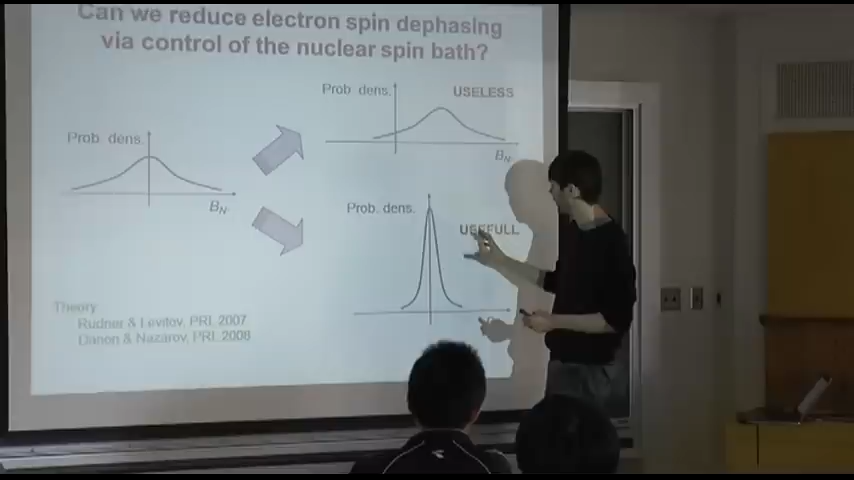 Can we reduce electron spin dephasing
via control of the nuclear spin bath?
Prob. dens.
USELESS
B_N
Prob. dens.
B_N
Prob. dens.
USEFULL
Theory
Rudner & Levitov, PRL 2007
Danon & Nazarov, PRL 2008